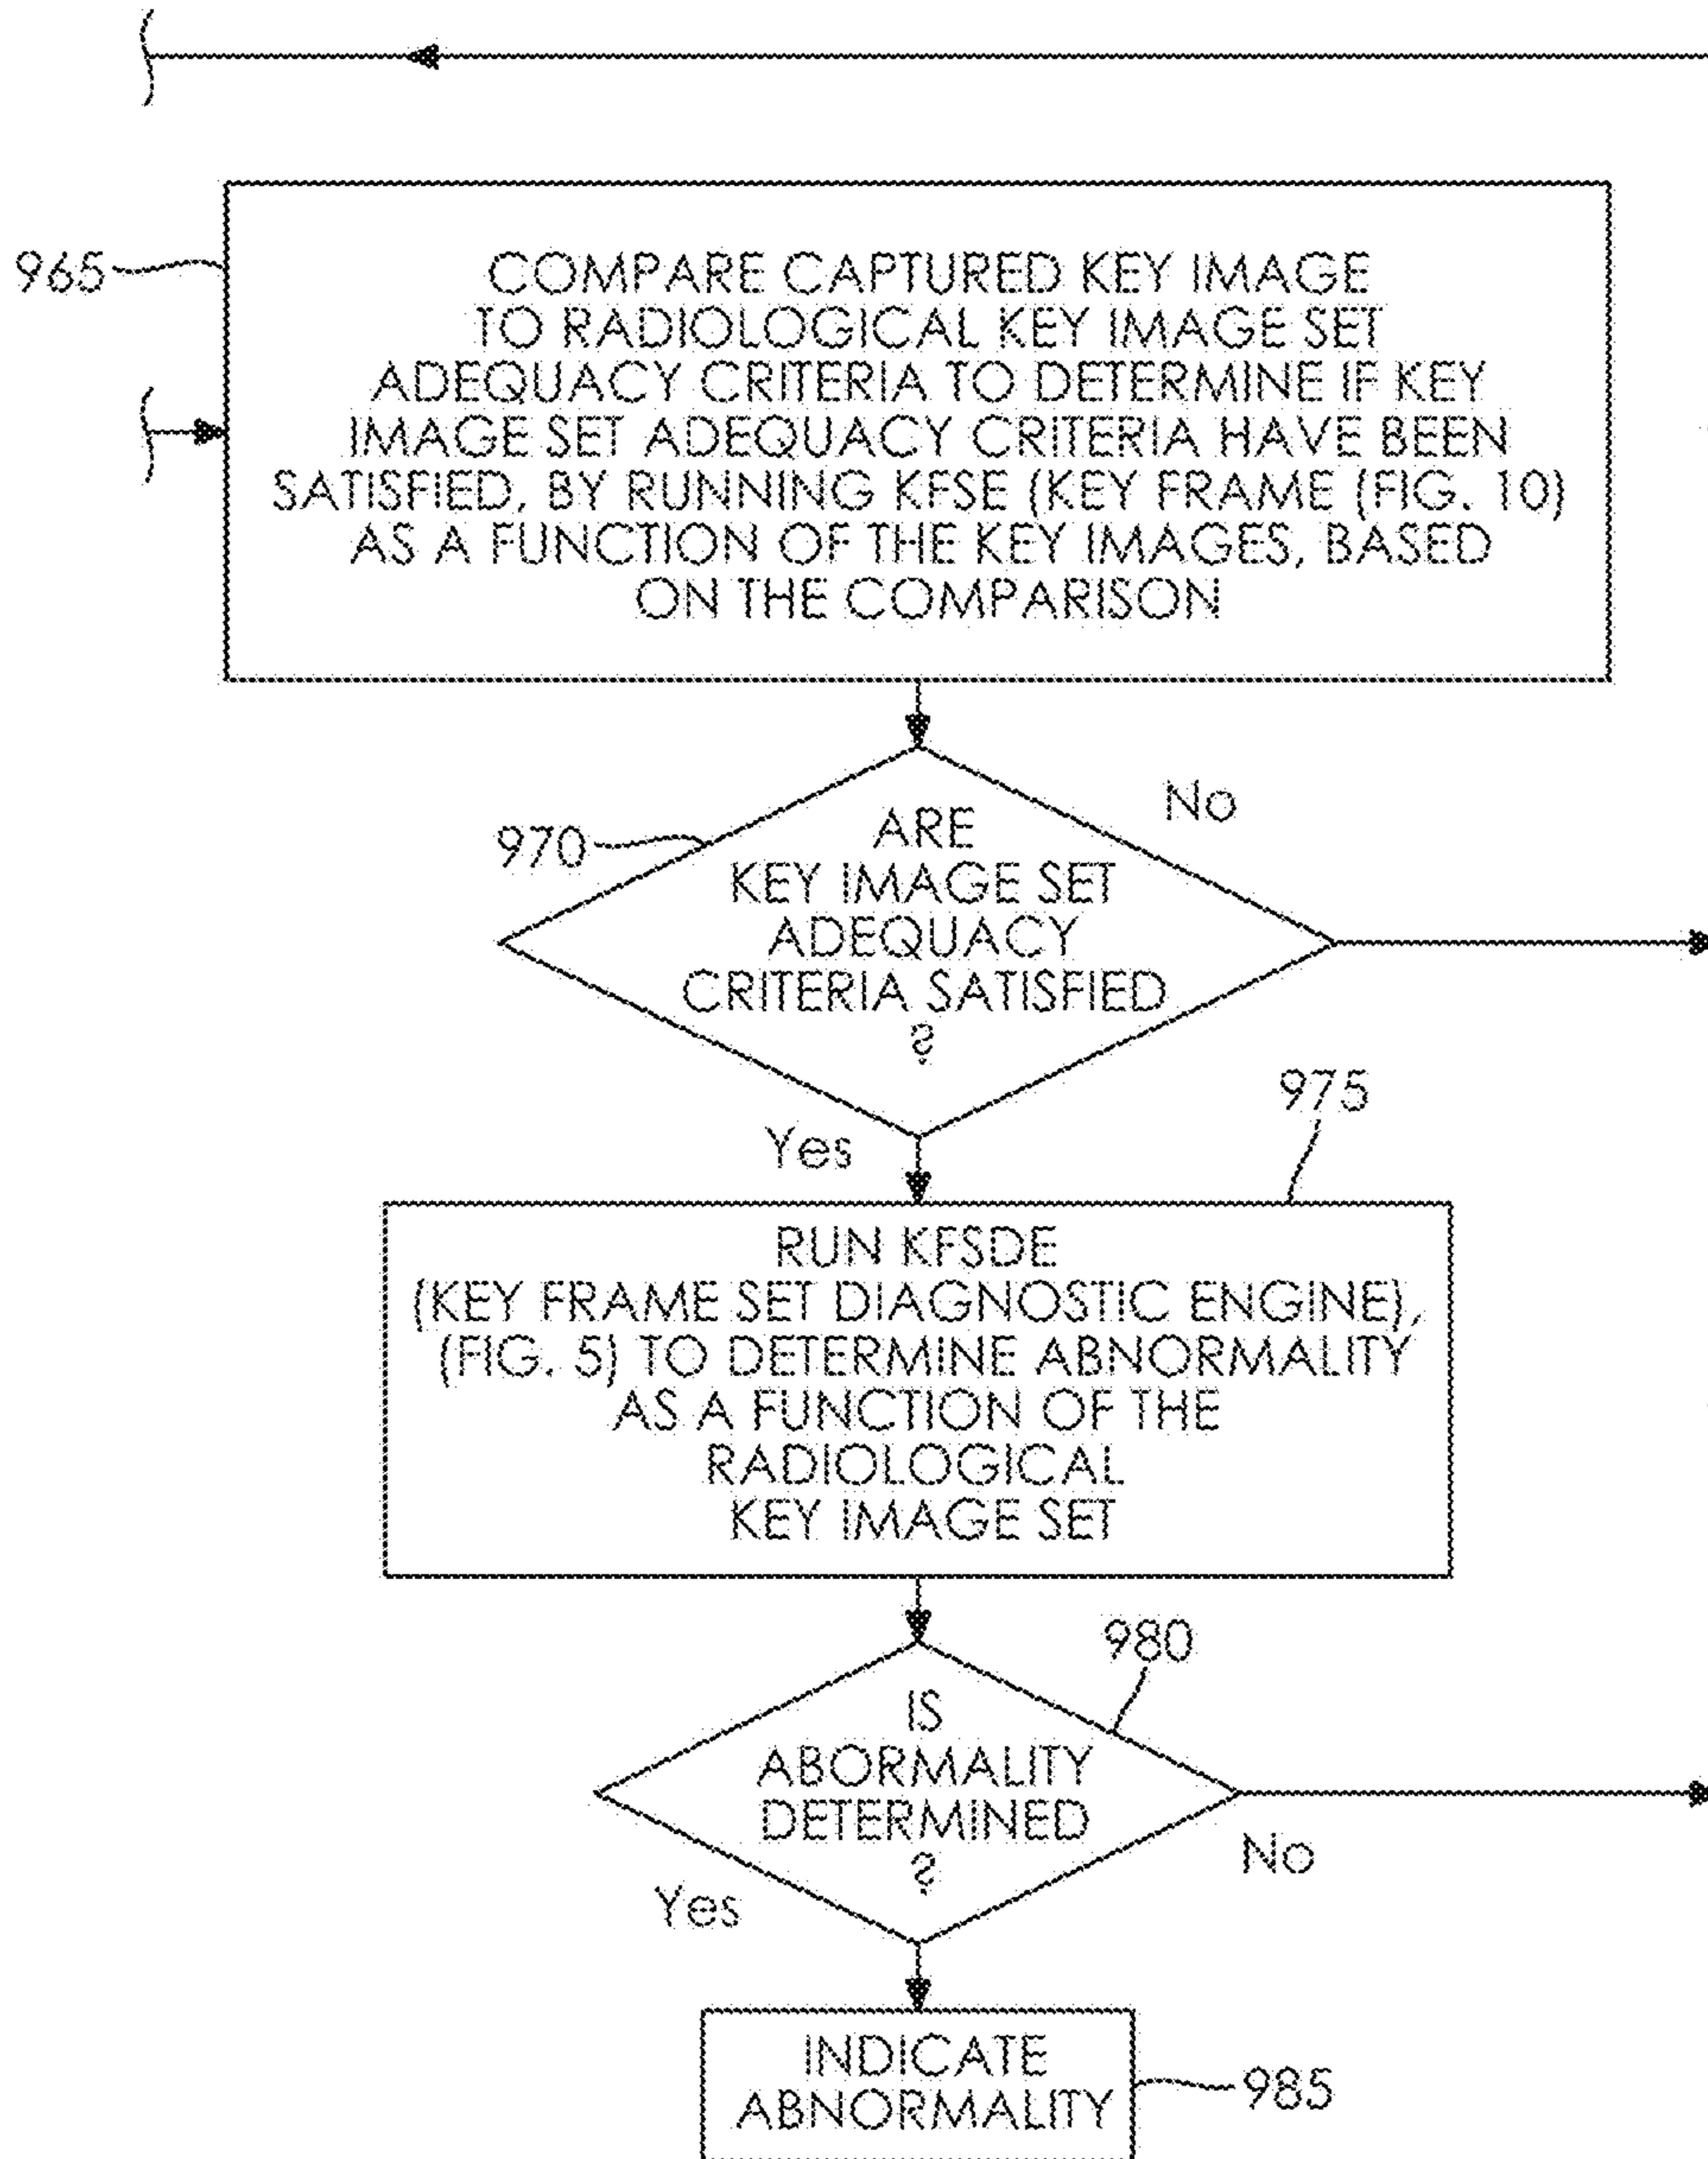 965
COMPARE CAPTURED KEY IMAGE
TO RADIOLOGICAL KEY IMAGE SET
ADEQUACY CRITERIA TO DETERMINE IF KEY
IMAGE SET ADEQUACY CRITERIA HAVE BEEN
SATISFIED, BY RUNNING KFSE (KEY FRAME (FIG. 10)
AS A FUNCTION OF THE KEY IMAGES, BASED
ON THE COMPARISON
No
970
ARE
KEY IMAGE SET
ADEQUACY
CRITERIA SATISFIED
?
Yes
975
RUN KFSDE
(KEY FRAME SET DIAGNOSTIC ENGINE),
(FIG. 5) TO DETERMINE ABNORMALITY
AS A FUNCTION OF THE
RADIOLOGICAL
KEY IMAGE SET
980
IS
ABORMALITY
DETERMINED
?
No
Yes
INDICATE
ABNORMALITY
985